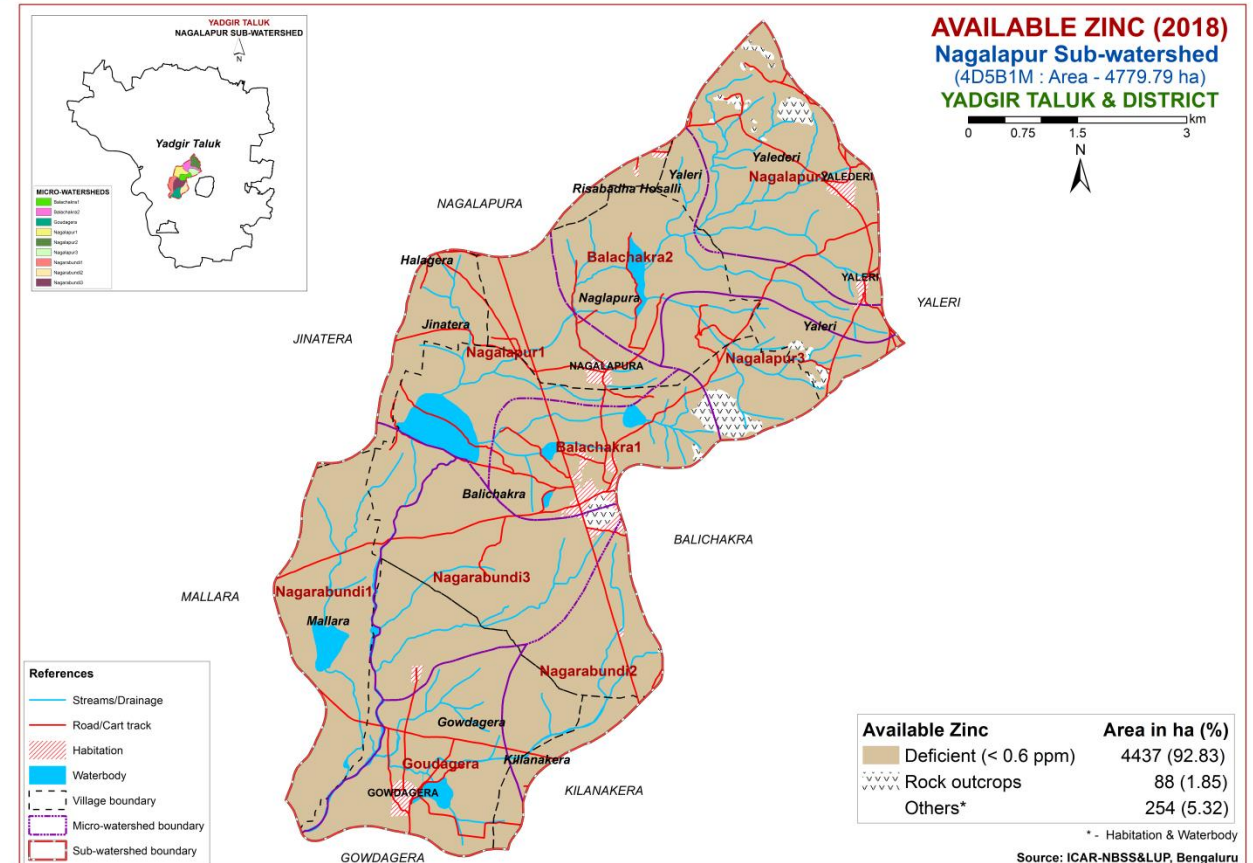 YADGIR TALUK
NAGALAPUR SUB-WATERSHED
N
Yadgir Taluk
MICRO-WATERSHEDS
Balachakra1
Balachakra2
Goudagera
Nagalapur1
Nagalapur2
Nagalapur3
Nagarabundi1
Nagarabundi2
Nagarabundi3
AVAILABLE ZINC (2018)
Nagalapur Sub-watershed
(4D5B1M : Area - 4779.79 ha)
YADGIR TALUK & DISTRICT
km
0 0.75 1.5 3
N
Yalederi
Yaleri
Nagalapur2
YALEDERI
Risabadha Hosalli
NAGALAPURA
Balachakra2
Halagera
YALERI
Naglapura
YALERI
Jinatera
Yaleri
JINATERA
Nagalapur1
Nagalapur3
NAGALAPURA
Balachakra1
Balichakra
BALICHAKRA
Nagarabundi3
Nagarabundi1
MALLARA
Mallara
Nagarabundi2
Gowdagera
Killanakera
Goudagera
KILANAKERA
GOWDAGERA
GOWDAGERA
References
Streams/Drainage
Road/Cart track
Habitation
Waterbody
Village boundary
Micro-watershed boundary
Sub-watershed boundary
Available Zinc Area in ha (%)
Deficient (< 0.6 ppm) 4437 (92.83)
Rock outcrops 88 (1.85)
Others* 254 (5.32)
* - Habitation & Waterbody
Source: ICAR-NBSS&LUP, Bengaluru